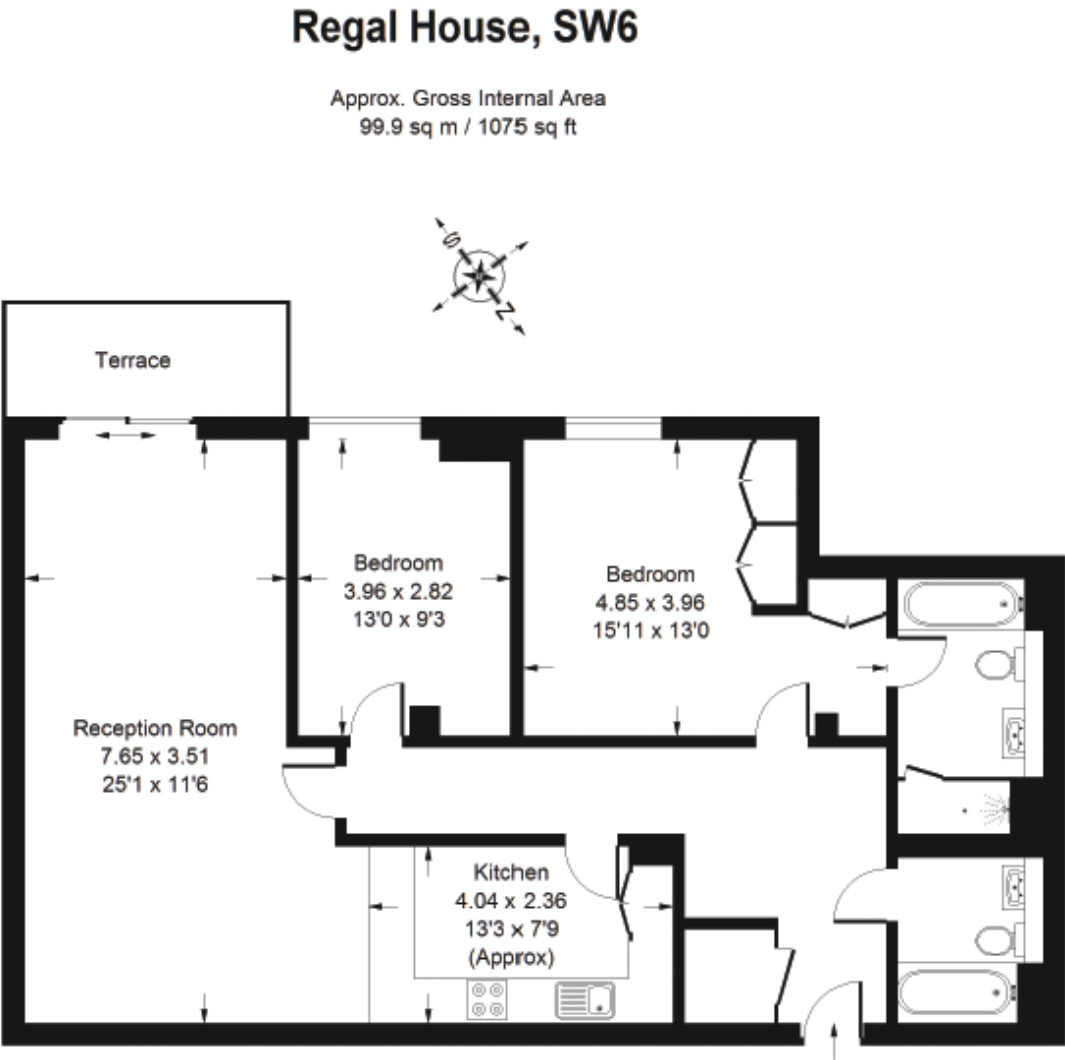 Regal House, SW6
Approx. Gross Internal Area
99.9 sq m / 1075 sq ft
S
N
Terrace
Bedroom
3.96 x 2.82
13'0 x 9'3
Bedroom
4.85 x 3.96
15'11 x 13'0
Reception Room
7.65 x 3.51
25'1 x 11'6
Kitchen
4.04 x 2.36
13'3 x 7'9
(Approx)